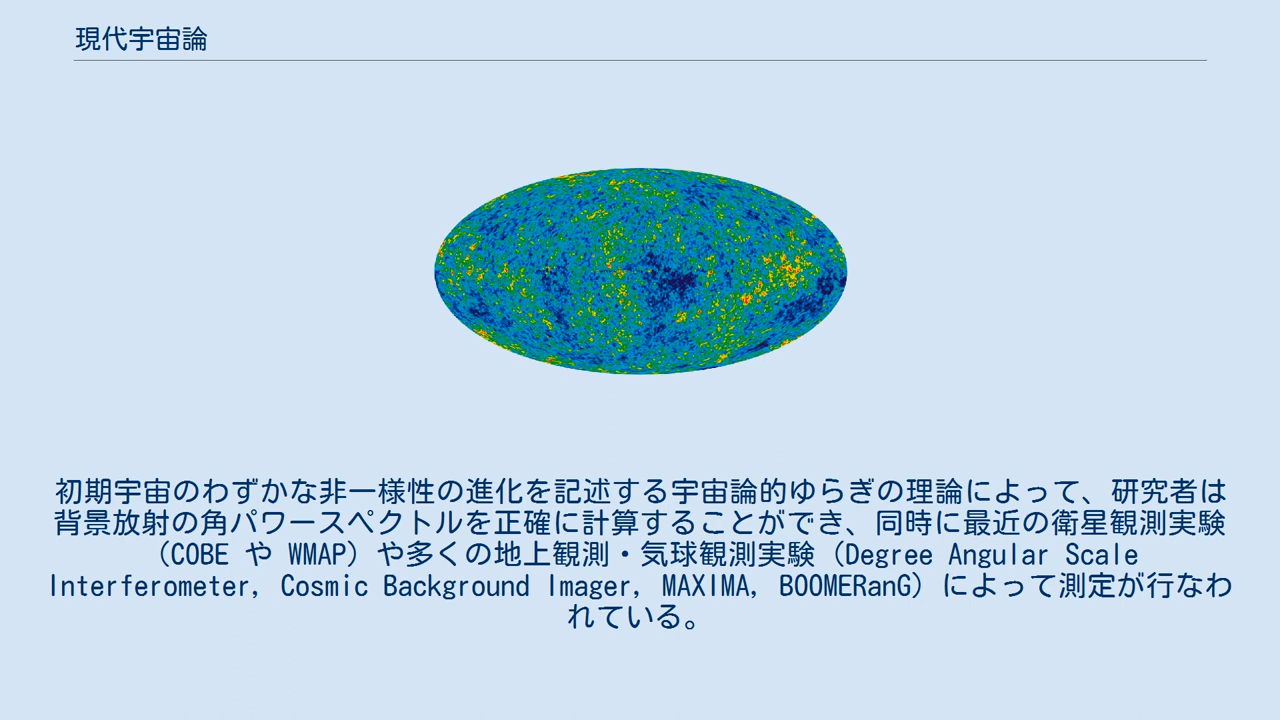 現代宇宙論
初期宇宙のわずかな非一様性の進化を記述する宇宙論的ゆらぎの理論によって、研究者は
背景放射の角パワースペクトルを正確に計算することができ、同時に最近の衛星観測実験
（COBE や WMAP）や多くの地上観測・気球観測実験（Degree Angular Scale
Interferometer, Cosmic Background Imager, MAXIMA, BOOMERanG）によって測定が行なわ
れている。